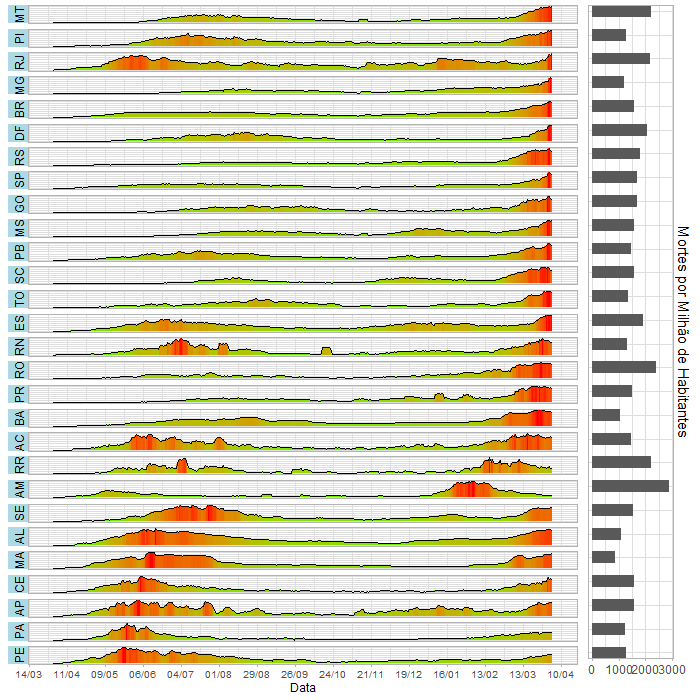 MT
PI
RJ
MG
BR
DF
RS
SP
GO
MS
PB
SC
TO
ES
RN
RO
PR
BA
AC
RR
AM
SE
AL
MA
CE
AP
PA
PE
14/03 11/04 09/05 06/06 04/07 01/08 29/08 26/09 24/10 21/11 19/12 16/01 13/02 13/03 10/04
Data
0 1000 2000 3000
Mortes por Milhão de Habitantes